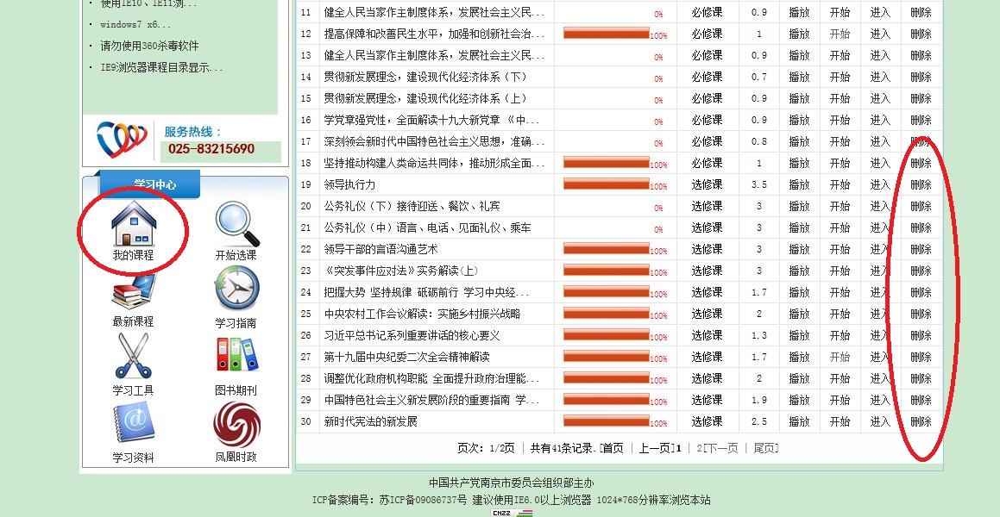 使用IE10、IE11浏...
windows7 x6...
请勿使用360杀毒软件
IE9浏览器课程目录显示...
服务热线：
025-83215690
学习中心
我的课程 开始选课
最新课程 学习指南
学习工具 图书期刊
学习资料 凤凰时政
11 健全人民当家作主制度体系，发展社会主义民... 0% 必修课 0.9 播放 开始 进入 删除
12 提高保障和改善民生水平，加强和创新社会治... 100% 必修课 1 播放 开始 进入 删除
13 健全人民当家作主制度体系，发展社会主义民... 0% 必修课 0.9 播放 开始 进入 删除
14 贯彻新发展理念，建设现代化经济体系（下） 0% 必修课 0.7 播放 开始 进入 删除
15 贯彻新发展理念，建设现代化经济体系（上） 0% 必修课 0.9 播放 开始 进入 删除
16 学党章强党性，全面解读十九大新党章 《中... 0% 必修课 0.9 播放 开始 进入 删除
17 深刻领会新时代中国特色社会主义思想，准确... 0% 必修课 0.8 播放 开始 进入 删除
18 坚持推动构建人类命运共同体，推动形成全面... 100% 必修课 1 播放 开始 进入 删除
19 领导执行力 100% 选修课 3.5 播放 开始 进入 删除
20 公务礼仪（下）接待迎送、餐饮、礼宾 0% 选修课 3 播放 开始 进入 删除
21 公务礼仪（中）语言、电话、见面礼仪、乘车 0% 选修课 3 播放 开始 进入 删除
22 领导干部的言语沟通艺术 100% 选修课 3 播放 开始 进入 删除
23 《突发事件应对法》实务解读(上) 100% 选修课 3 播放 开始 进入 删除
24 把握大势 坚持规律 砥砺前行 学习中央经... 100% 选修课 1.7 播放 开始 进入 删除
25 中央农村工作会议解读：实施乡村振兴战略 100% 选修课 2 播放 开始 进入 删除
26 习近平总书记系列重要讲话的核心要义 100% 选修课 1.3 播放 开始 进入 删除
27 第十九届中央纪委二次全会精神解读 100% 选修课 1.7 播放 开始 进入 删除
28 调整优化政府机构职能 全面提升政府治理能... 100% 选修课 2 播放 开始 进入 删除
29 中国特色社会主义新发展阶段的重要指南 学... 100% 选修课 1.9 播放 开始 进入 删除
30 新时代宪法的新发展 100% 选修课 2.5 播放 开始 进入 删除
页次：1/2页 | 共有41条记录.[首页 | 上一页]1 | 2[下一页 | 尾页]
中国共产党南京市委员会组织部主办
ICP备案编号：苏ICP备09086737号 建议使用IE6.0以上浏览器 1024*768分辨率浏览本站
CNZZ